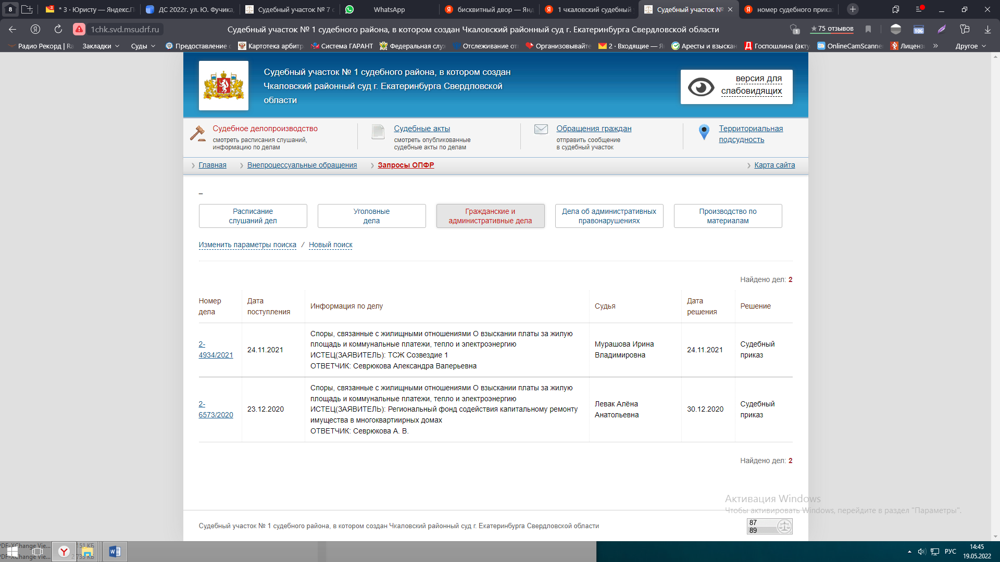 8
* 3 · Юристу — Яндекс.П
ДС 2022г. ул. Ю. Фучика,
Судебный участок № 7 с
WhatsApp
бисквитный двор — Янд
1 чкаловский судебный
Судебный участок №
номер судебного приказ
1chk.svd.msudrf.ru
Судебный участок № 1 судебного района, в котором создан Чкаловский районный суд г. Екатеринбурга Свердловской области
1
★ 75 отзывов
106
Радио Рекорд | Ra
Закладки
Суды
Предоставление с
Картотека арбитр
Система ГАРАНТ
Федеральная слу
Отслеживание от
Организовывайте
2 · Входящие — Я
Аресты и взыскан
Госпошлина (акту
OnlineCamScanner
Лиценз
»
Другое
Судебный участок № 1 судебного района, в котором создан
Чкаловский районный суд г. Екатеринбурга Свердловской
области
версия для
слабовидящих
Судебное делопроизводство
смотреть расписания слушаний,
информацию по делам
Судебные акты
смотреть опубликованные
судебные акты по делам
Обращения граждан
отправить сообщение
в судебный участок
Территориальная
подсудность
Главная
Внепроцессуальные обращения
Запросы ОПФР
Карта сайта
–
Расписание
слушаний дел
Уголовные
дела
Гражданские и
административные дела
Дела об административных
правонарушениях
Производство по
материалам
Изменить параметры поиска / Новый поиск
Найдено дел: 2
Номер
дела
Дата
поступления
Информация по делу
Судья
Дата
решения
Решение
2-
4934/2021
24.11.2021
Споры, связанные с жилищными отношениями О взыскании платы за жилую
площадь и коммунальные платежи, тепло и электроэнергию
ИСТЕЦ(ЗАЯВИТЕЛЬ): ТСЖ Созвездие 1
ОТВЕТЧИК: Севрюкова Александра Валерьевна
Мурашова Ирина
Владимировна
24.11.2021
Судебный
приказ
2-
6573/2020
23.12.2020
Споры, связанные с жилищными отношениями О взыскании платы за жилую
площадь и коммунальные платежи, тепло и электроэнергию
ИСТЕЦ(ЗАЯВИТЕЛЬ): Региональный фонд содействия капитальному ремонту
имущества в многоквартиирных домах
ОТВЕТЧИК: Севрюкова А. В.
Левак Алёна
Анатольевна
30.12.2020
Судебный
приказ
Найдено дел: 2
Активация Windows
Чтобы активировать Windows, перейдите в раздел "Параметры".
Судебный участок № 1 судебного района, в котором создан Чкаловский районный суд г. Екатеринбурга Свердловской области
87
89
PDF-XChange Vie...
151 КБ
PDF-XChange Vie...
2 733 КБ
РУС
14:45
19.05.2022